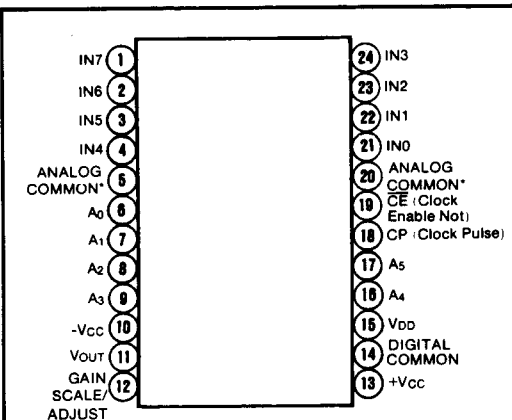 IN7 1
IN6 2
IN5 3
IN4 4
ANALOG
COMMON* 5
A0 6
A1 7
A2 8
A3 9
-VCC 10
VOUT 11
GAIN 12
SCALE/
ADJUST
24 IN3
23 IN2
22 IN1
21 IN0
20 ANALOG
COMMON*
19 CE (Clock
Enable Not)
18 CP (Clock Pulse)
17 A5
16 A4
15 VDD
14 DIGITAL
COMMON
13 +VCC